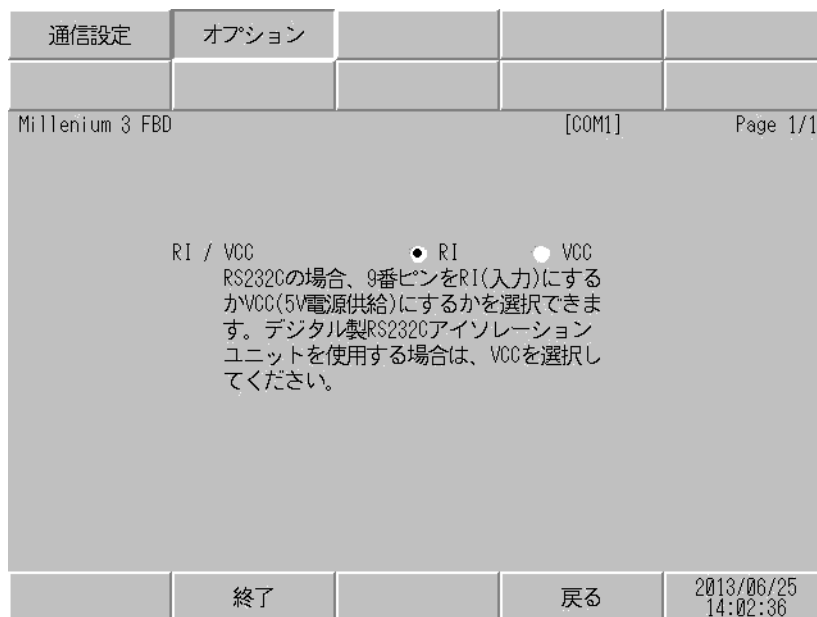 通信設定 オプション
Millenium 3 FBD [COM1] Page 1/1
RI / VCC RI VCC
RS232Cの場合、9番ピンをRI(入力)にする
かVCC(5V電源供給)にするかを選択できま
す。デジタル製RS232Cアイソレーション
ユニットを使用する場合は、VCCを選択し
てください。
終了 戻る 2013/06/25
14:02:36